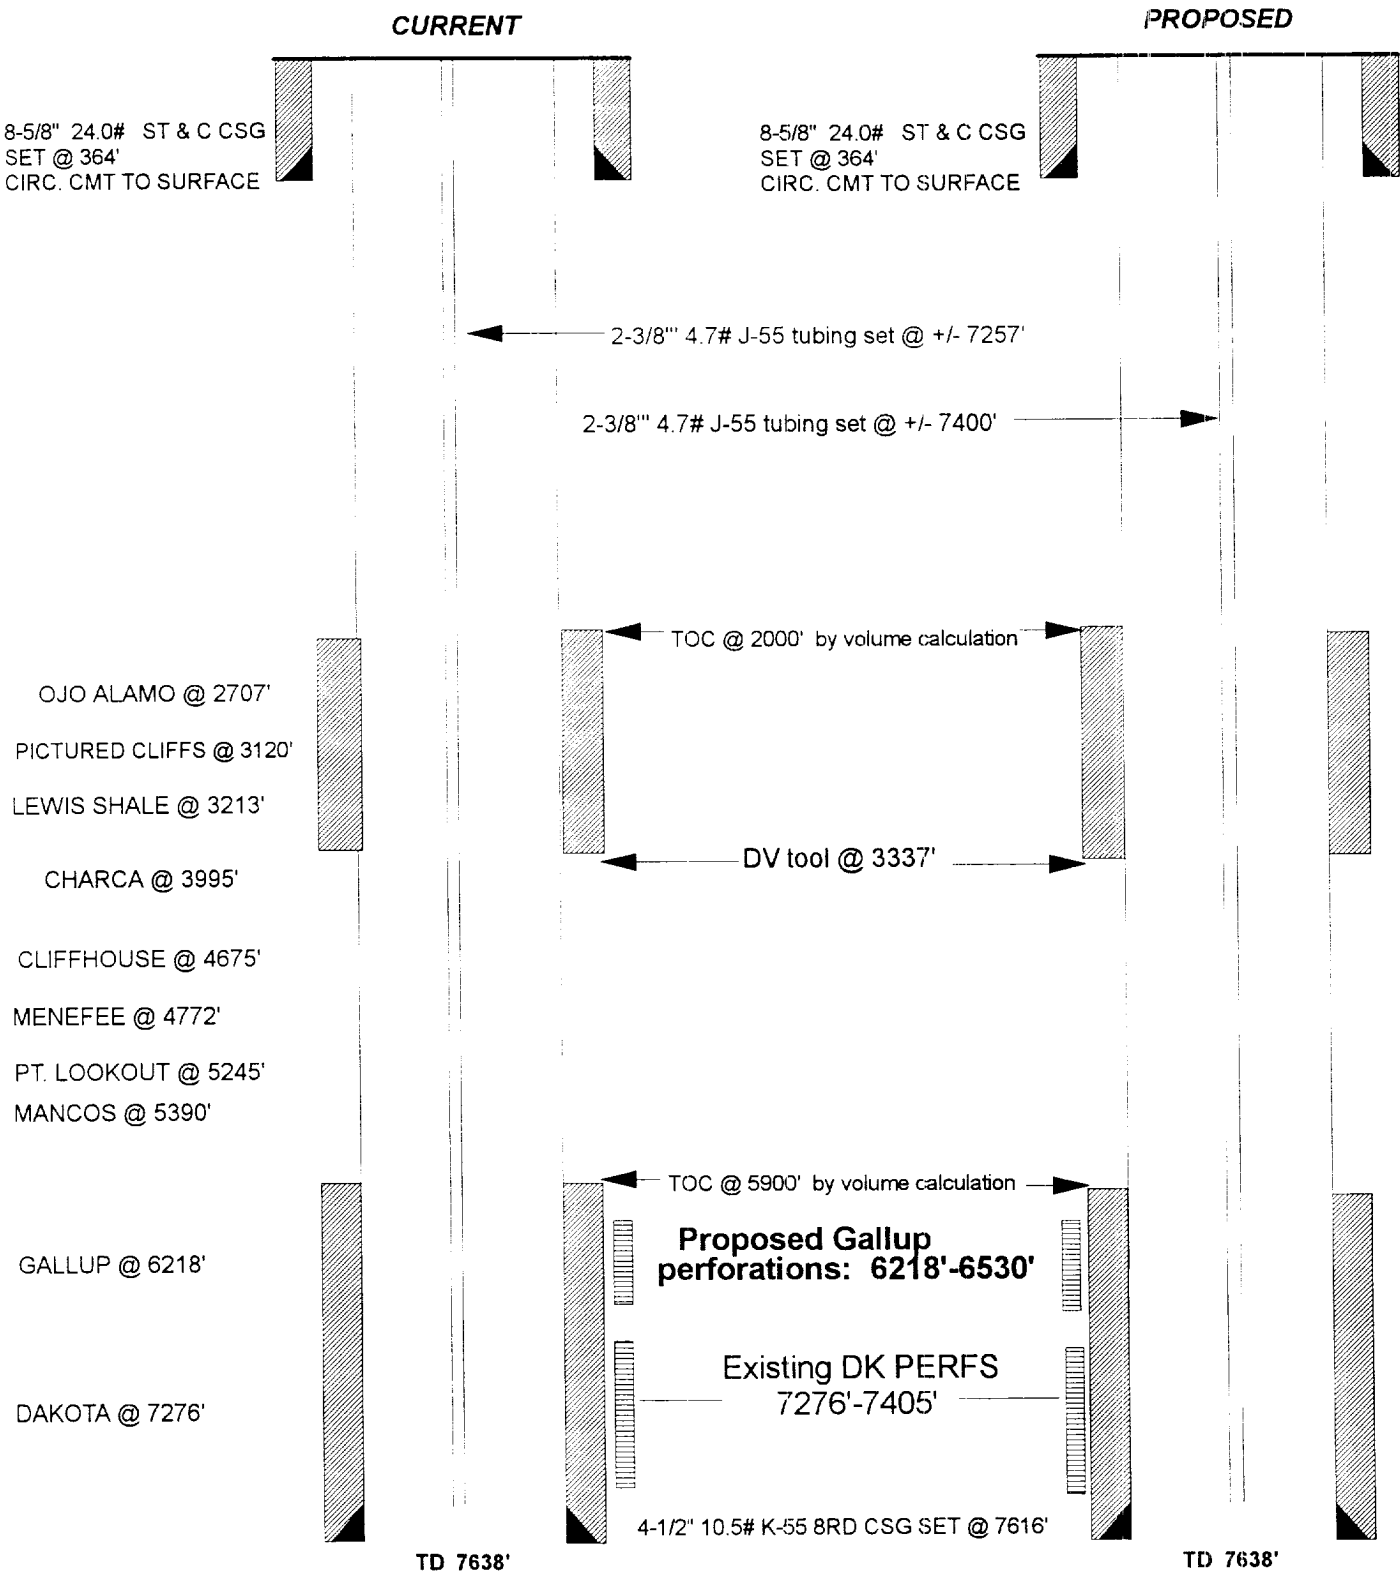 CURRENT
PROPOSED
8-5/8" 24.0# ST & C CSG
SET @ 364'
CIRC. CMT TO SURFACE
8-5/8" 24.0# ST & C CSG
SET @ 364'
CIRC. CMT TO SURFACE
2-3/8"' 4.7# J-55 tubing set @ +/- 7257'
2-3/8"' 4.7# J-55 tubing set @ +/- 7400'
TOC @ 2000' by volume calculation
OJO ALAMO @ 2707'
PICTURED CLIFFS @ 3120'
LEWIS SHALE @ 3213'
DV tool @ 3337'
CHARCA @ 3995'
CLIFFHOUSE @ 4675'
MENEFEE @ 4772'
PT. LOOKOUT @ 5245'
MANCOS @ 5390'
TOC @ 5900' by volume calculation
Proposed Gallup
perforations: 6218'-6530'
GALLUP @ 6218'
Existing DK PERFS
7276'-7405'
DAKOTA @ 7276'
4-1/2" 10.5# K-55 8RD CSG SET @ 7616'
TD 7638'
TD 7638'